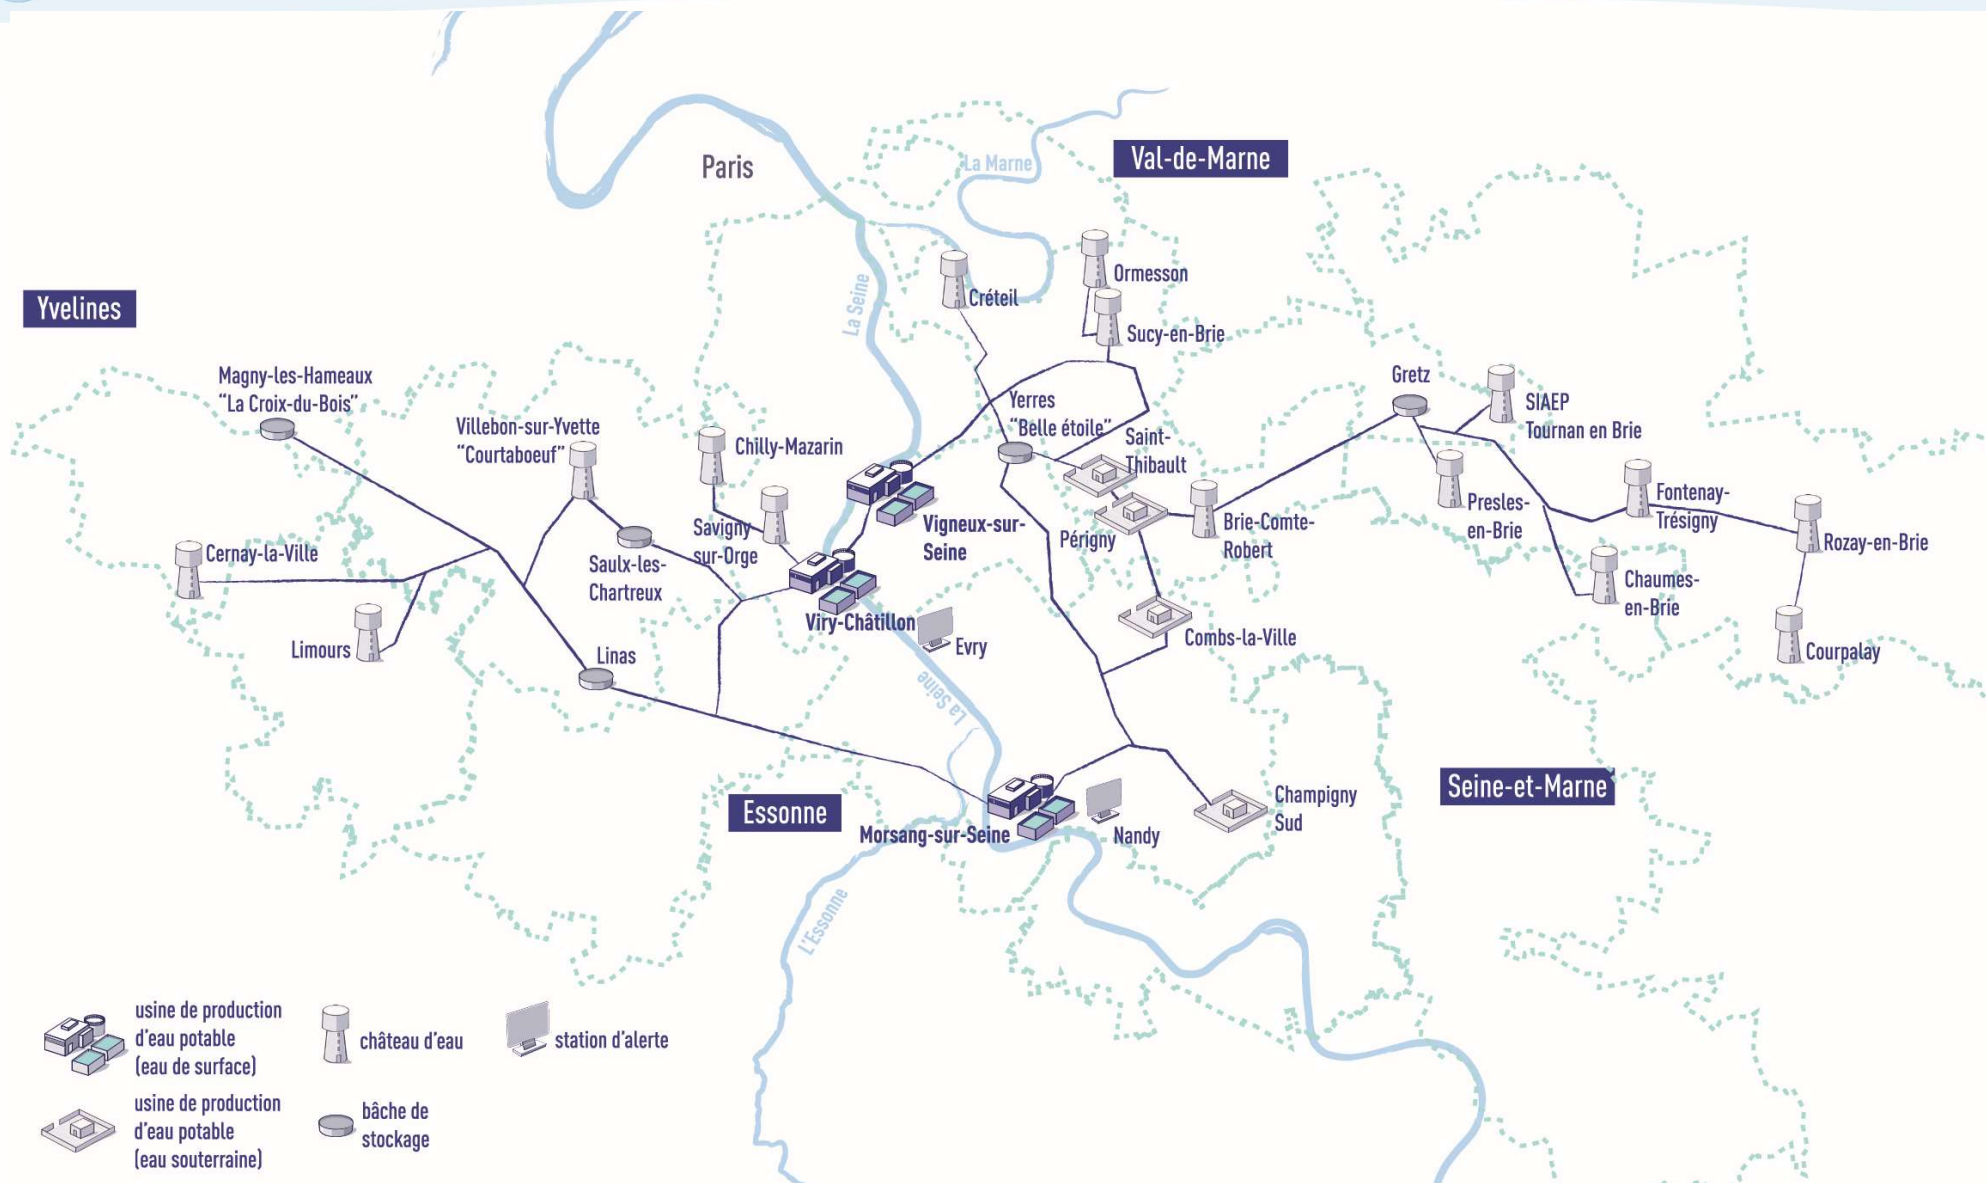 Paris
La Marne
Val-de-Marne
Ormesson
Créteil
La Seine
Sucy-en-Brie
Yvelines
Magny-les-Hameaux
“La Croix-du-Bois”
Villebon-sur-Yvette
“Courtaboeuf”
Chilly-Mazarin
Yerres
“Belle étoile”
Saint-
Thibault
Gretz
SIAEP
Tournan en Brie
Cernay-la-Ville
Saulx-les-
Chartreux
Savigny
sur-Orge
Vigneux-sur-
Seine
Périgny
Brie-Comte-
Robert
Presles-
en-Brie
Fontenay-
Trésigny
Rozay-en-Brie
Chaumes-
en-Brie
Limours
Linas
Viry-Châtillon
Evry
Combs-la-Ville
Courpalay
La Seine
Essonne
Morsang-sur-Seine
Nandy
Champigny
Sud
Seine-et-Marne
L'Essonne
usine de production
d'eau potable
(eau de surface)
château d'eau
station d'alerte
usine de production
d'eau potable
(eau souterraine)
bâche de
stockage